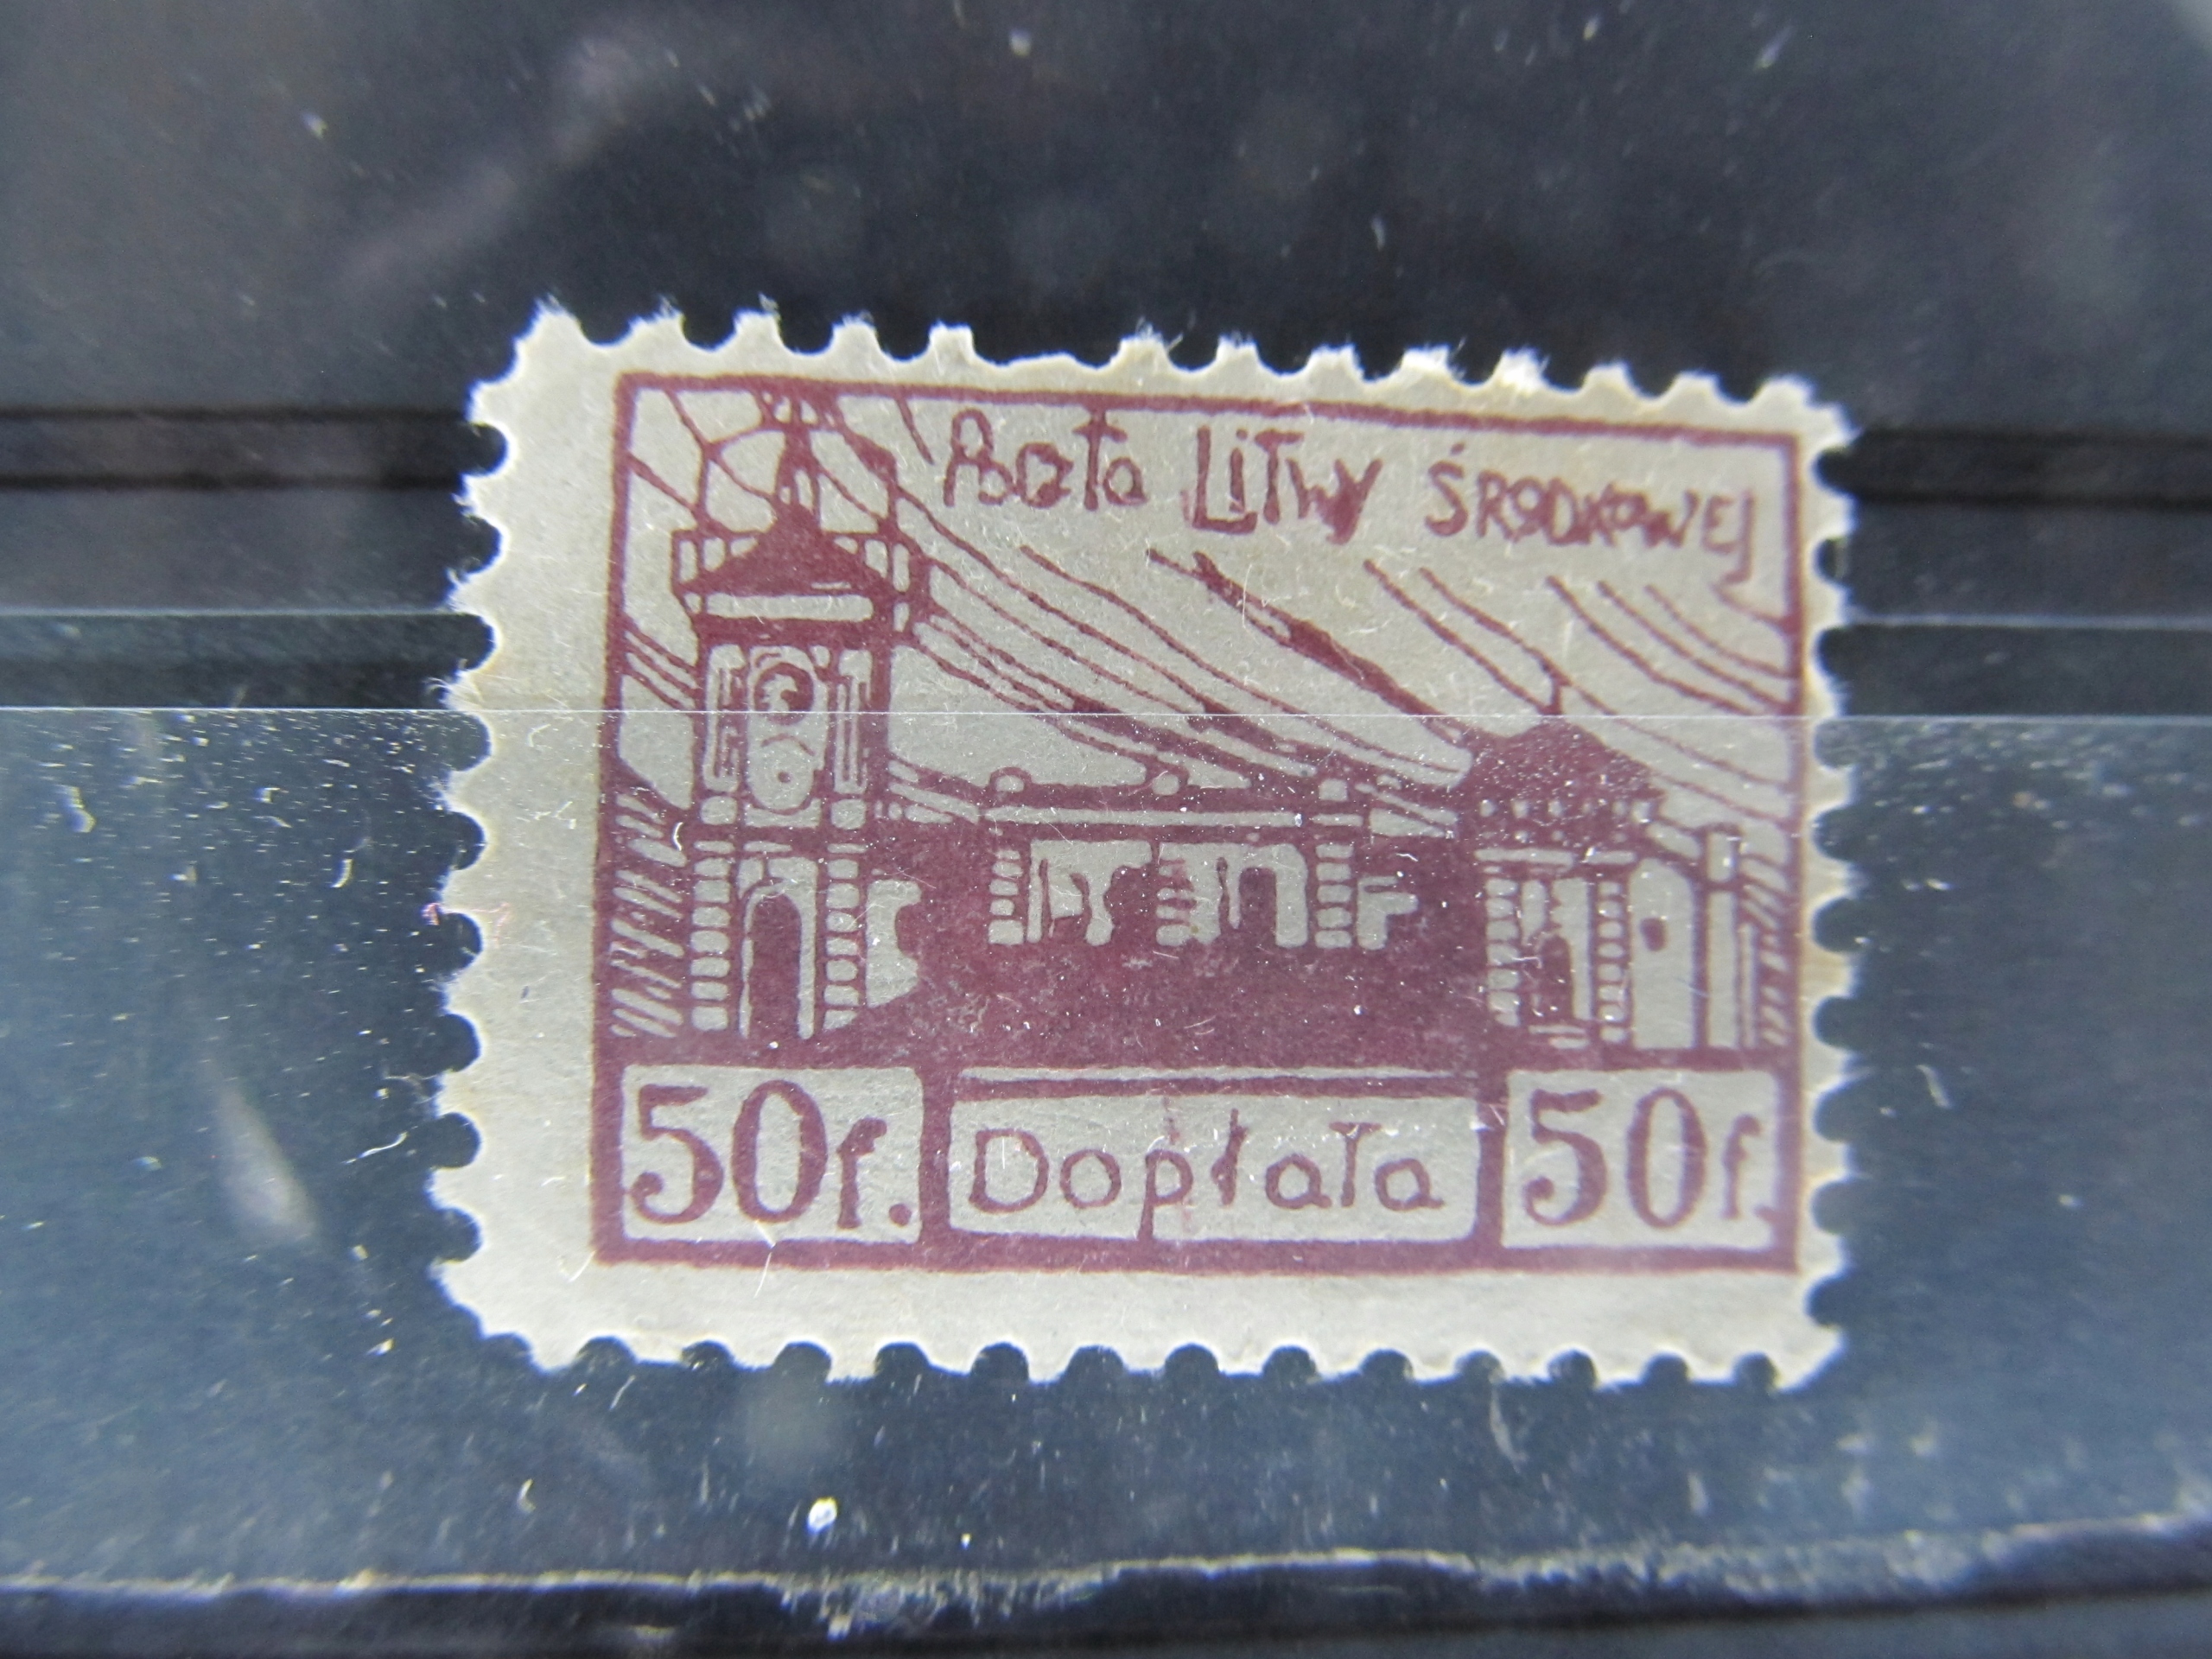 Poczta LiTwy ŚRODKOWEJ
50f. Dopłata 50f.